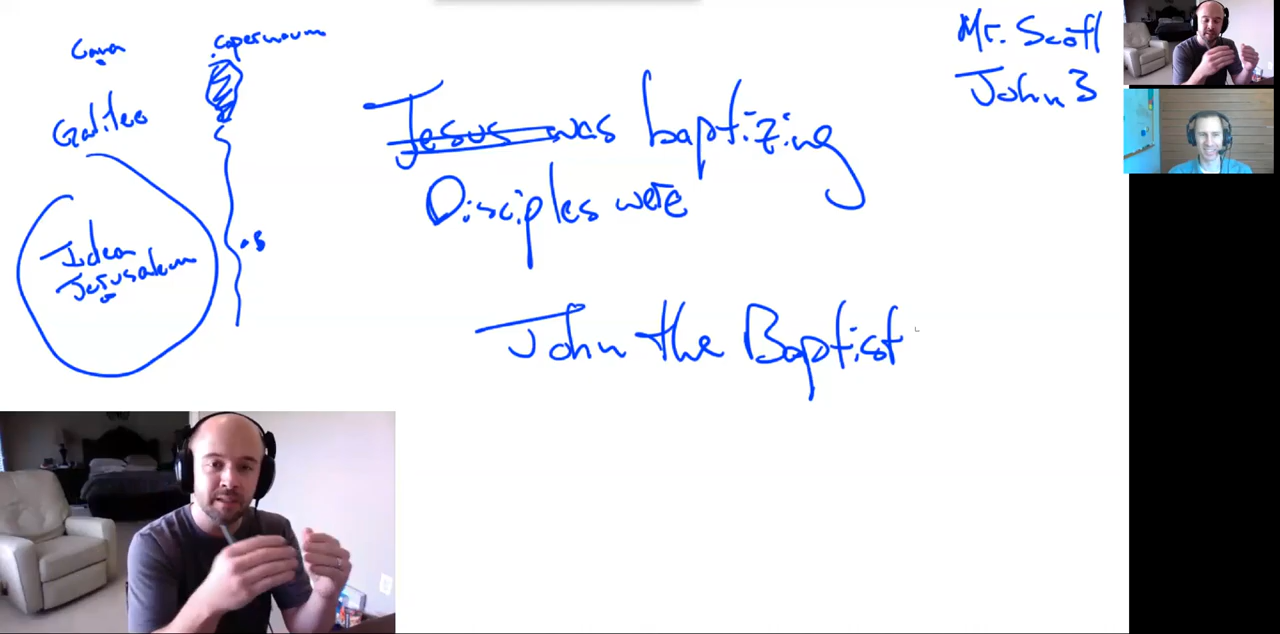 Cana
Capernaum
Galilee
Judea
Jerusalem
Jesus was baptizing
Disciples were
John the Baptist
Mr. Scott
John 3